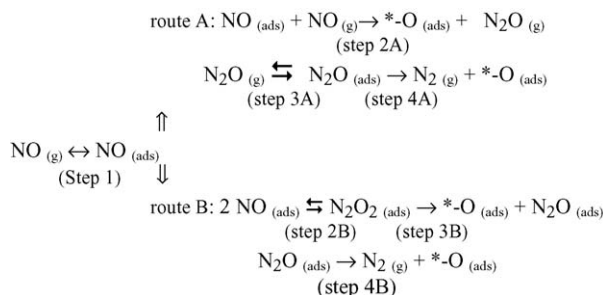 route A: NO (ads) + NO (g) → *-O (ads) + N2O (g)
(step 2A)
N2O (g) ⇆ N2O (ads) → N2 (g) + *-O (ads)
(step 3A) (step 4A)
⇑
NO (g) ↔ NO (ads)
(Step 1)
⇓
route B: 2 NO (ads) ⇆ N2O2 (ads) → *-O (ads) + N2O (ads)
(step 2B) (step 3B)
N2O (ads) → N2 (g) + *-O (ads)
(step 4B)